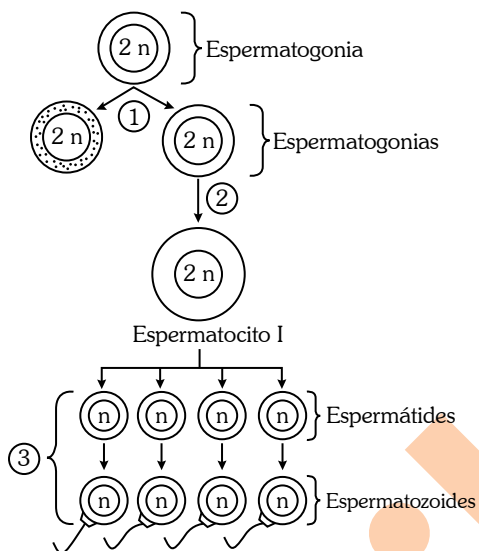 2 n
Espermatogonia
1
2 n
2 n
Espermatogonias
2
2 n
Espermatocito I
n n n n
Espermátides
3
n n n n
Espermatozoides